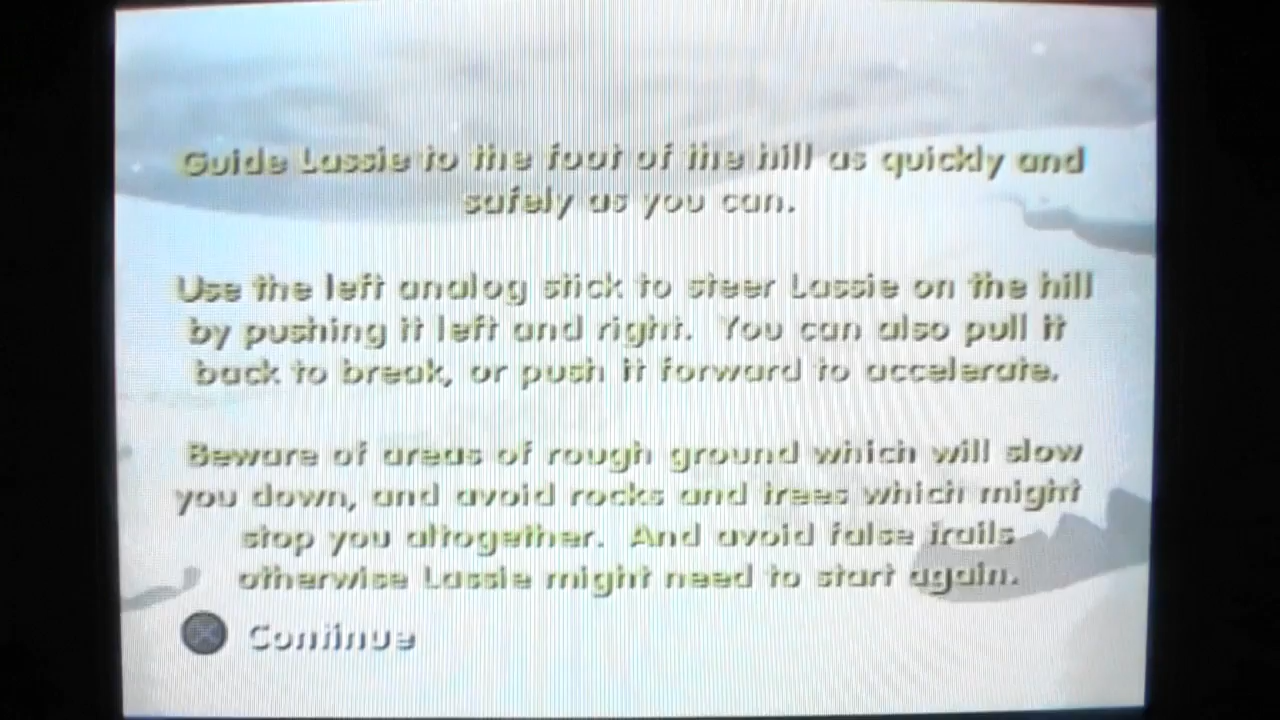 Guide Lassie to the foot of the hill as quickly and
safely as you can.
Use the left analog stick to steer Lassie on the hill
by pushing it left and right. You can also pull it
back to break, or push it forward to accelerate.
Beware of areas of rough ground which will slow
you down, and avoid rocks and trees which might
stop you altogether. And avoid false trails
otherwise Lassie might need to start again.
Continue